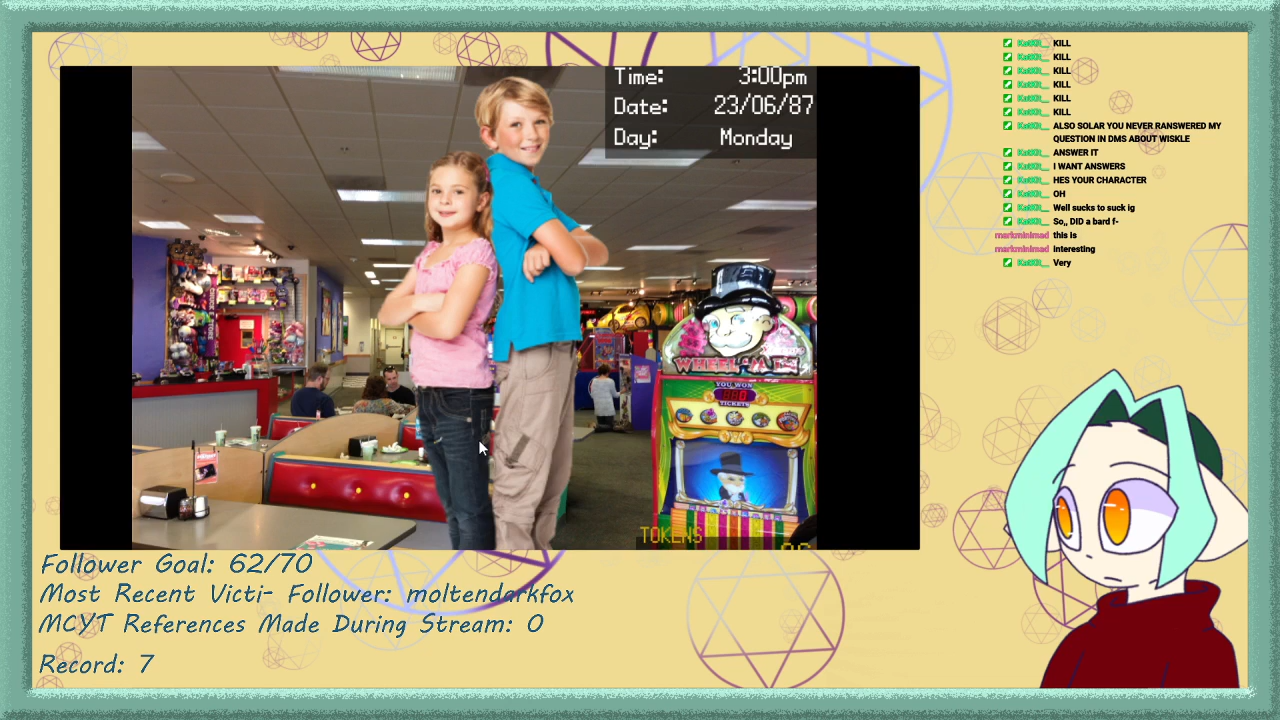 Time: 3:00pm
Date: 23/06/87
Day: Monday
WHEEL
YOU WON
TICKETS
TOKENS
Follower Goal: 62/70
Most Recent Victi- Follower: moltendarkfox
MCYT References Made During Stream: 0
Record: 7
KILL
KILL
KILL
KILL
KILL
KILL
ALSO SOLAR YOU NEVER RANSWERED MY
QUESTION IN DMS ABOUT WISKLE
ANSWER IT
I WANT ANSWERS
HES YOUR CHARACTER
OH
Well sucks to suck ig
So,, DID a bard f-
markminimad this is
markminimad interesting
Very